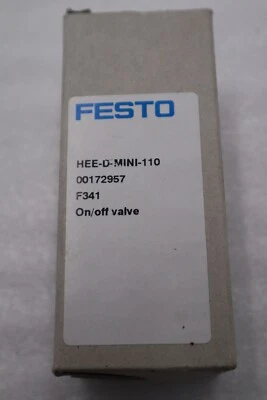 FESTO
HEE-D-MINI-110
00172957
F341
On/off valve